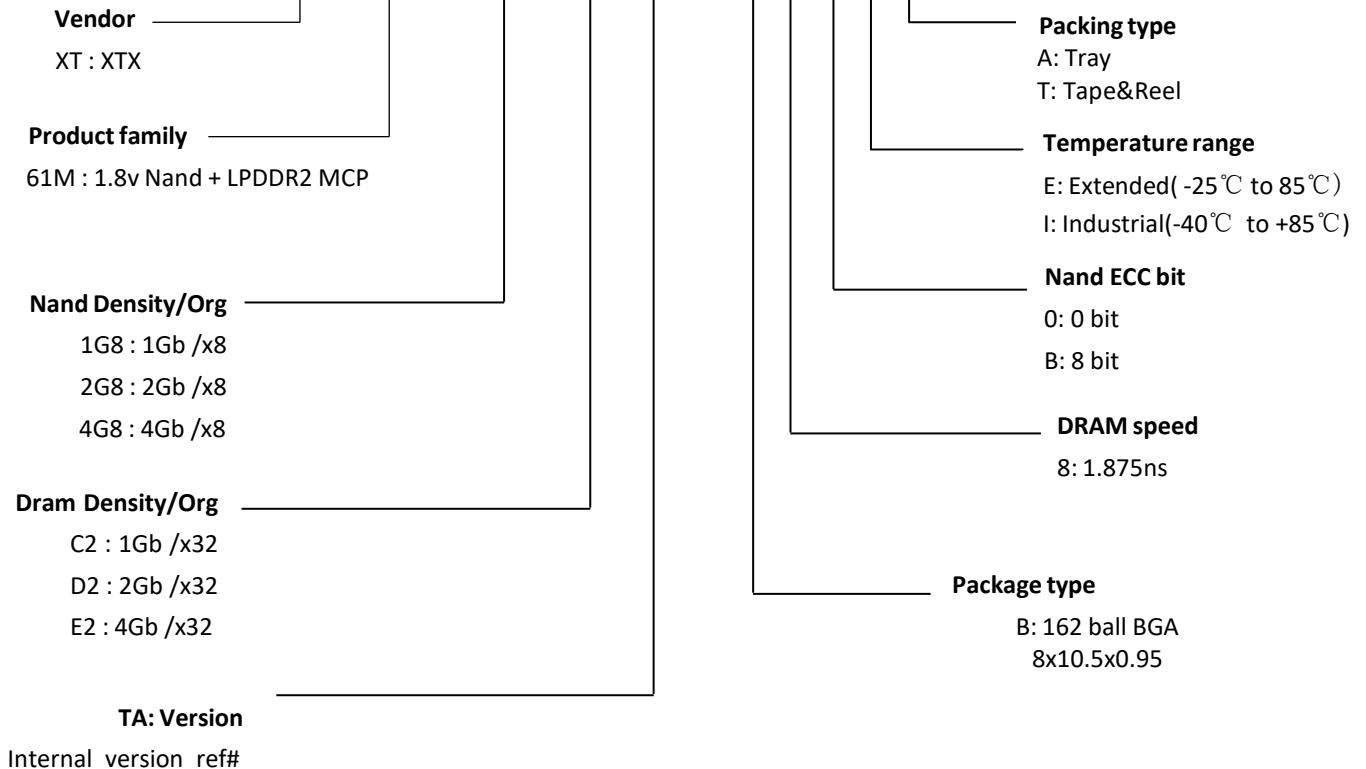 Vendor
XT : XTX
Product family
61M : 1.8v Nand + LPDDR2 MCP
Nand Density/Org
1G8 : 1Gb /x8
2G8 : 2Gb /x8
4G8 : 4Gb /x8
Dram Density/Org
C2 : 1Gb /x32
D2 : 2Gb /x32
E2 : 4Gb /x32
TA: Version
Internal version ref#
Packing type
A: Tray
T: Tape&Reel
Temperature range
E: Extended( -25℃ to 85℃）
I: Industrial(-40℃ to +85℃)
Nand ECC bit
0: 0 bit
B: 8 bit
DRAM speed
8: 1.875ns
Package type
B: 162 ball BGA
8x10.5x0.95